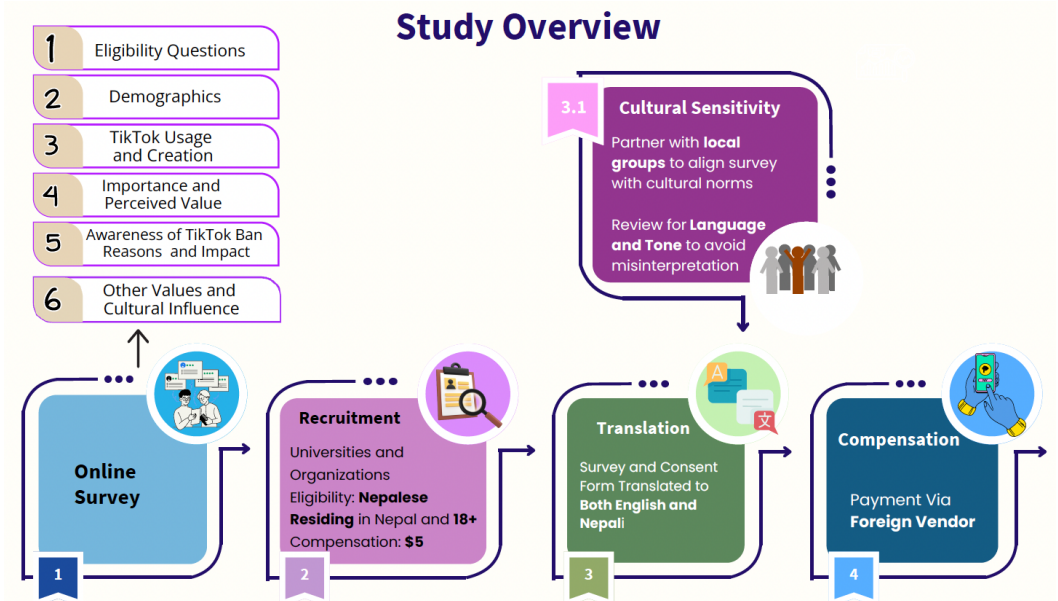 Study Overview
1
Eligibility Questions
2
Demographics
3
TikTok Usage
and Creation
4
Importance and
Perceived Value
5
Awareness of TikTok Ban
Reasons and Impact
6
Other Values and
Cultural Influence
3.1
Cultural Sensitivity
Partner with local
groups to align survey
with cultural norms
Review for Language
and Tone to avoid
misinterpretation
Online
Survey
1
Recruitment
Universities and
Organizations
Eligibility: Nepalese
Residing in Nepal and 18+
Compensation: $5
2
A
文
Translation
Survey and Consent
Form Translated to
Both English and
Nepali
3
Compensation
Payment Via
Foreign Vendor
4